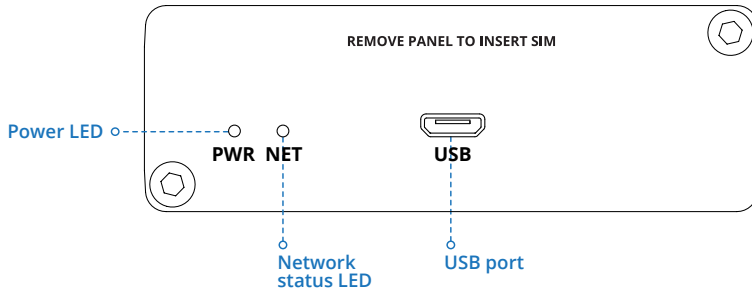 REMOVE PANEL TO INSERT SIM
Power LED
PWR NET
USB
Network
status LED
USB port